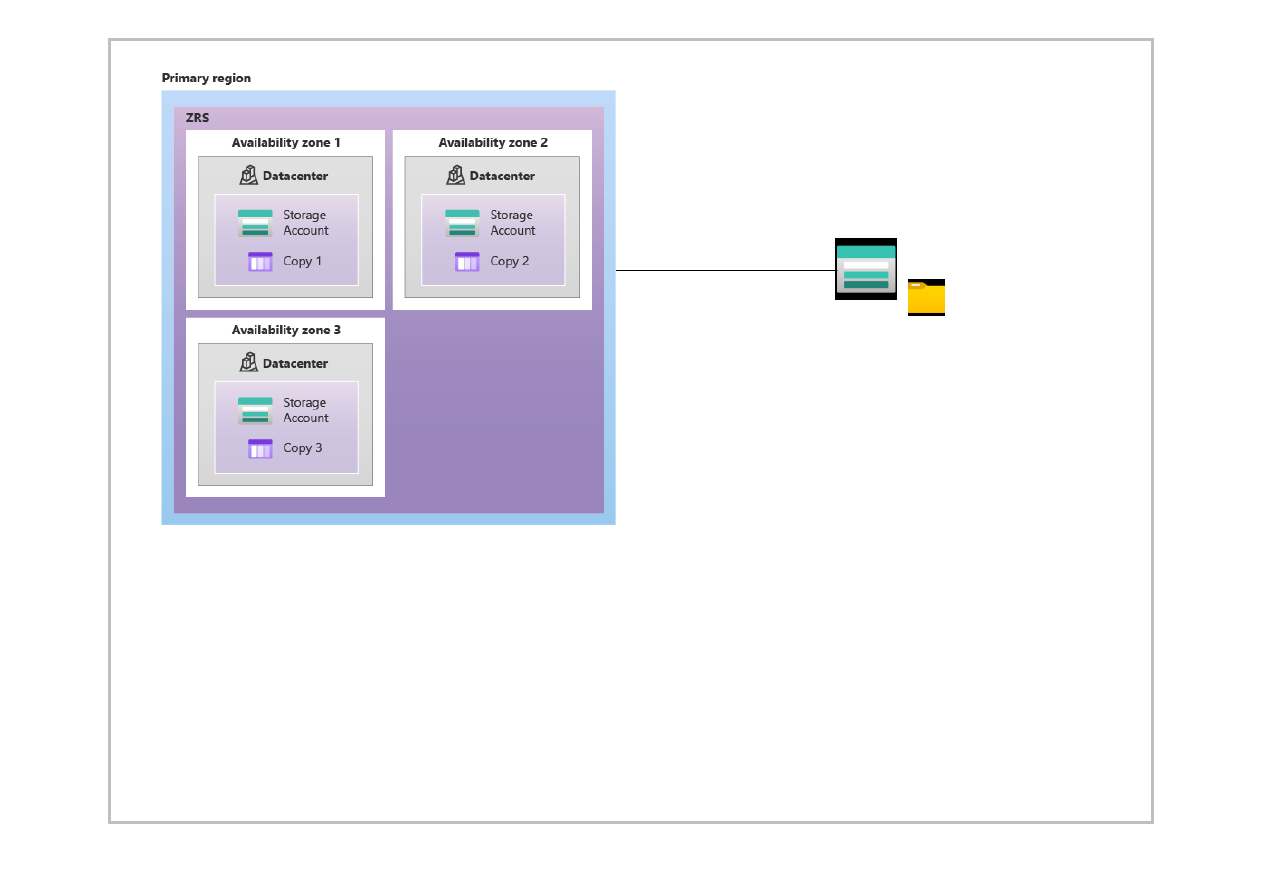 Primary region
ZRS
Availability zone 1
Datacenter
Storage
Account
Copy 1
Availability zone 2
Datacenter
Storage
Account
Copy 2
Availability zone 3
Datacenter
Storage
Account
Copy 3